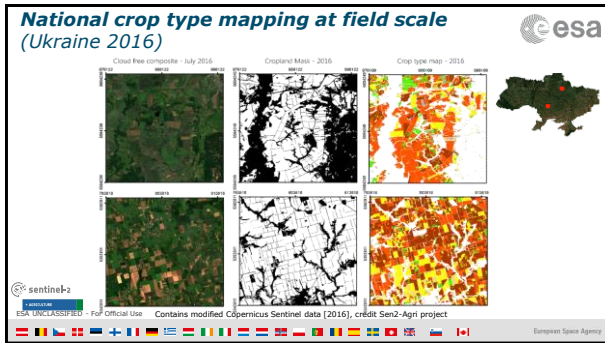 National crop type mapping at field scale
(Ukraine 2016)
esa
Cloud free composite - July 2016
Cropland Mask - 2016
Crop type map - 2016
sentinel-2
AGRICULTURE
ESA UNCLASSIFIED - For Official Use
Contains modified Copernicus Sentinel data [2016], credit Sen2-Agri project
European Space Agency